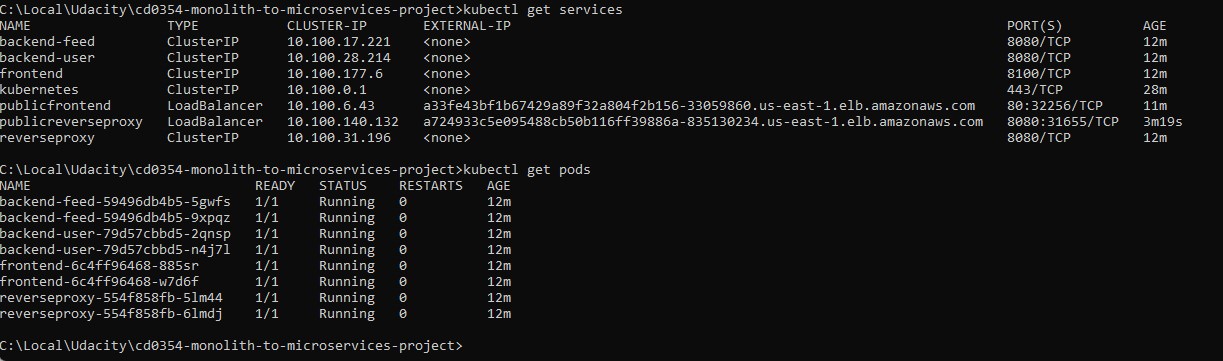 C:\Local\Udacity\cd0354-monolith-to-microservices-project>kubectl get services
NAME TYPE CLUSTER-IP EXTERNAL-IP PORT(S) AGE
backend-feed ClusterIP 10.100.17.221 <none> 8080/TCP 12m
backend-user ClusterIP 10.100.28.214 <none> 8080/TCP 12m
frontend ClusterIP 10.100.177.6 <none> 8100/TCP 12m
kubernetes ClusterIP 10.100.0.1 <none> 443/TCP 28m
publicfrontend LoadBalancer 10.100.6.43 a33fe43bf1b67429a89f32a804f2b156-33059860.us-east-1.elb.amazonaws.com 80:32256/TCP 11m
publicreverseproxy LoadBalancer 10.100.140.132 a724933c5e095488cb50b116ff39886a-835130234.us-east-1.elb.amazonaws.com 8080:31655/TCP 3m19s
reverseproxy ClusterIP 10.100.31.196 <none> 8080/TCP 12m
C:\Local\Udacity\cd0354-monolith-to-microservices-project>kubectl get pods
NAME READY STATUS RESTARTS AGE
backend-feed-59496db4b5-5gwfs 1/1 Running 0 12m
backend-feed-59496db4b5-9xpqz 1/1 Running 0 12m
backend-user-79d57cbbd5-2qnsp 1/1 Running 0 12m
backend-user-79d57cbbd5-n4j7l 1/1 Running 0 12m
frontend-6c4ff96468-885sr 1/1 Running 0 12m
frontend-6c4ff96468-w7d6f 1/1 Running 0 12m
reverseproxy-554f858fb-5lm44 1/1 Running 0 12m
reverseproxy-554f858fb-6lmdj 1/1 Running 0 12m
C:\Local\Udacity\cd0354-monolith-to-microservices-project>